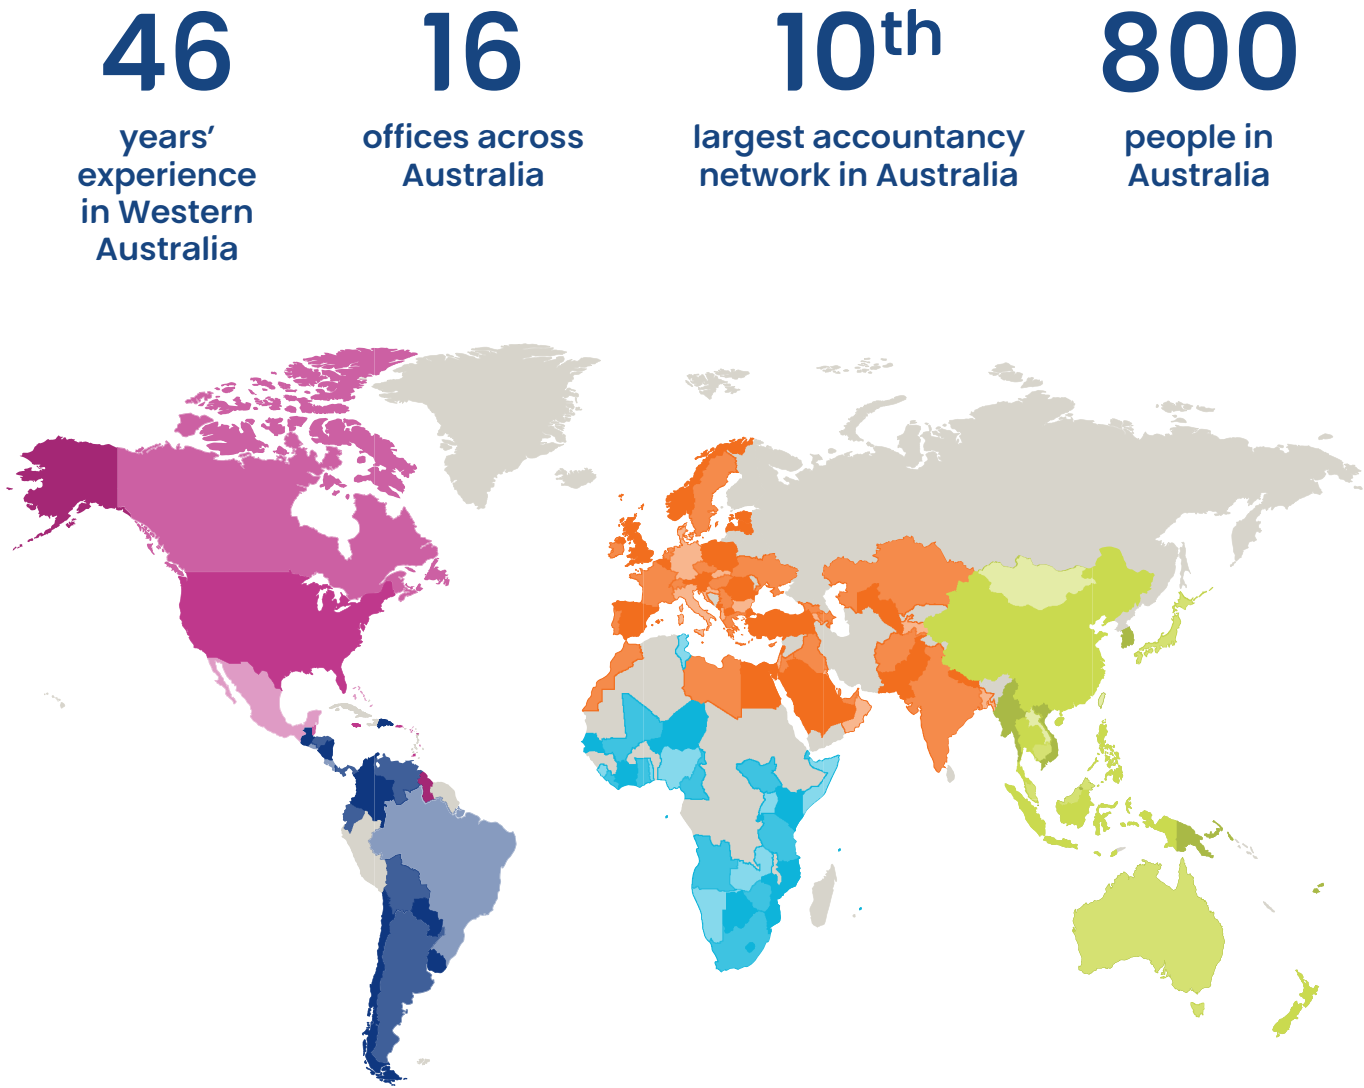 46
years’
experience
in Western
Australia
16
offices across
Australia
10th
largest accountancy
network in Australia
800
people in
Australia